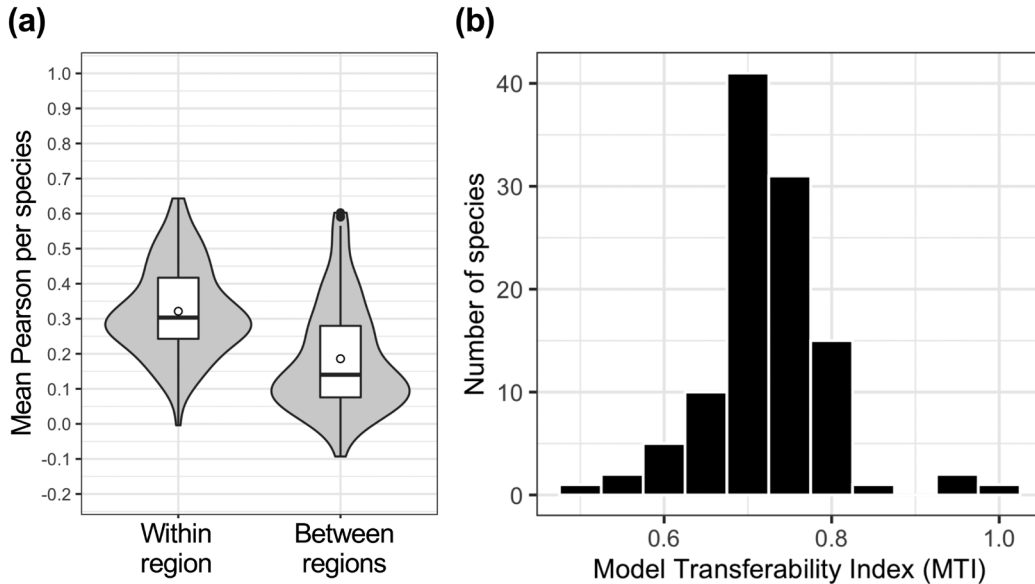 (a)
Mean Pearson per species
1.0
0.9
0.8
0.7
0.6
0.5
0.4
0.3
0.2
0.1
0.0
-0.1
-0.2
Within
region
Between
regions
(b)
Number of species
40
30
20
10
0
0.6
0.8
1.0
Model Transferability Index (MTI)